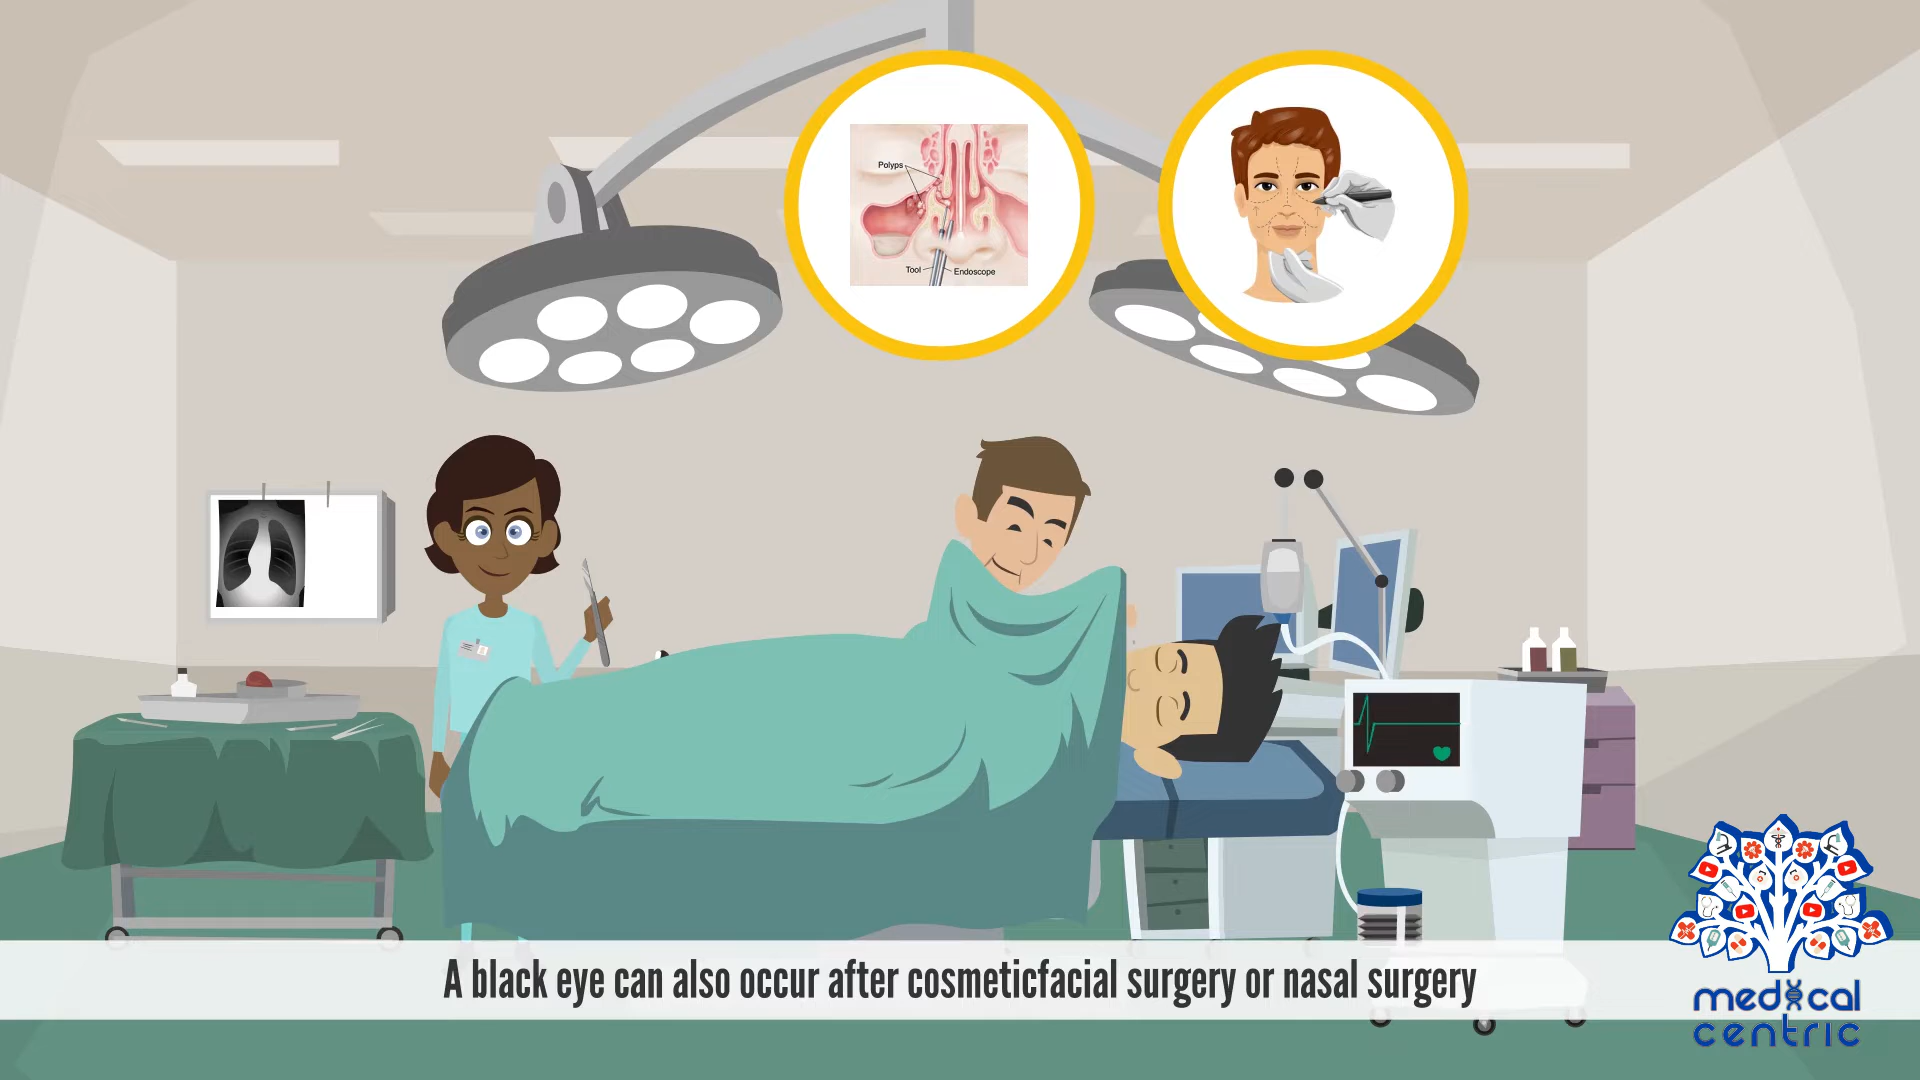 Polyps
Tool
Endoscope
A black eye can also occur after cosmeticfacial surgery or nasal surgery
medical
centric